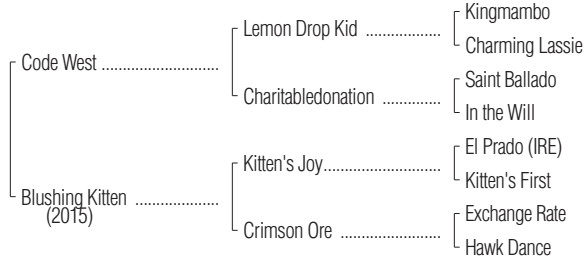 Kingmambo
Lemon Drop Kid ..................
Charming Lassie
Code West ............................
Saint Ballado
Charitabledonation ..............
In the Will
El Prado (IRE)
Kitten's Joy............................
Kitten's First
Blushing Kitten ....................
(2015)
Exchange Rate
Crimson Ore ........................
Hawk Dance